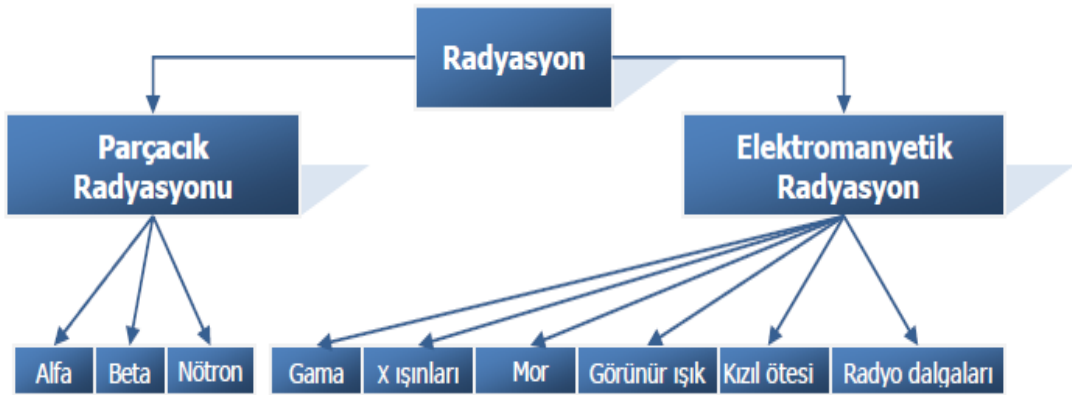 Radyasyon
Parçacık
Radyasyonu
Elektromanyetik
Radyasyon
Alfa
Beta
Nötron
Gama
X ışınları
Mor
Görünür ışık
Kızıl ötesi
Radyo dalgaları